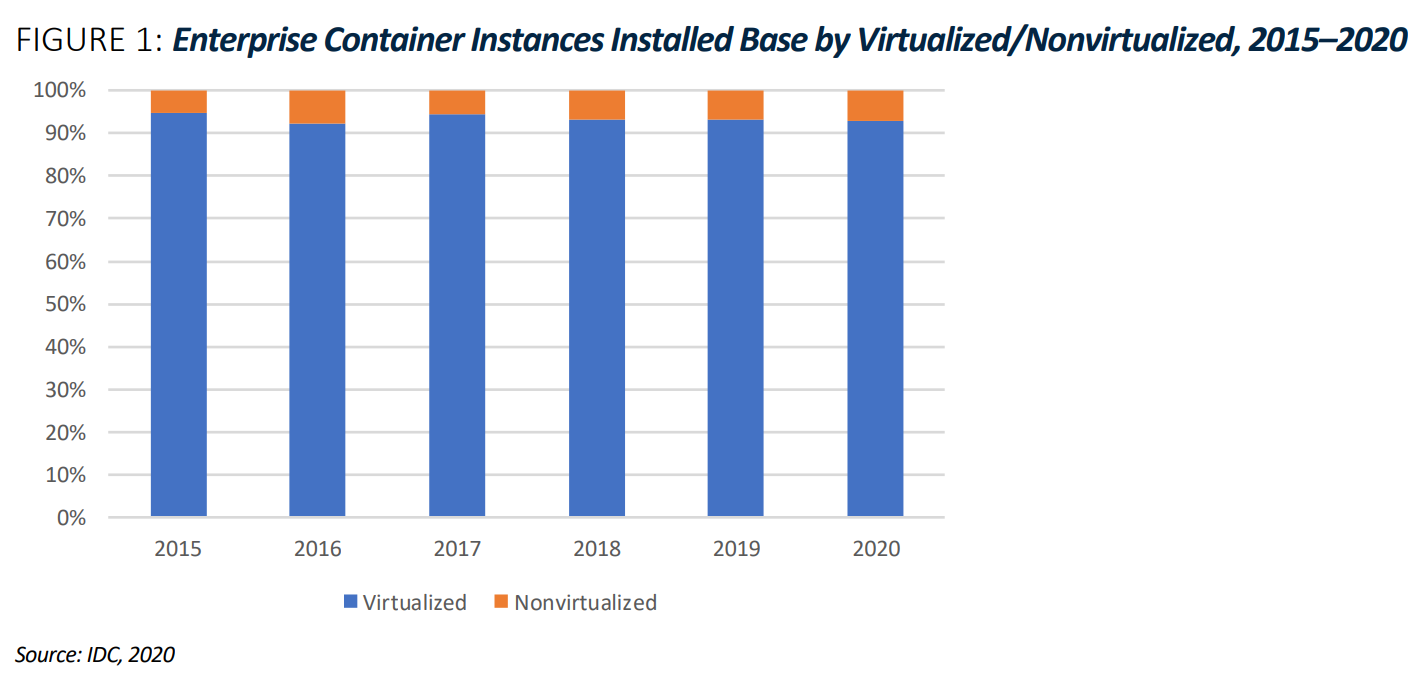 FIGURE 1: Enterprise Container Instances Installed Base by Virtualized/Nonvirtualized, 2015–2020
100%
90%
80%
70%
60%
50%
40%
30%
20%
10%
0%
2015 2016 2017 2018 2019 2020
Virtualized Nonvirtualized
Source: IDC, 2020